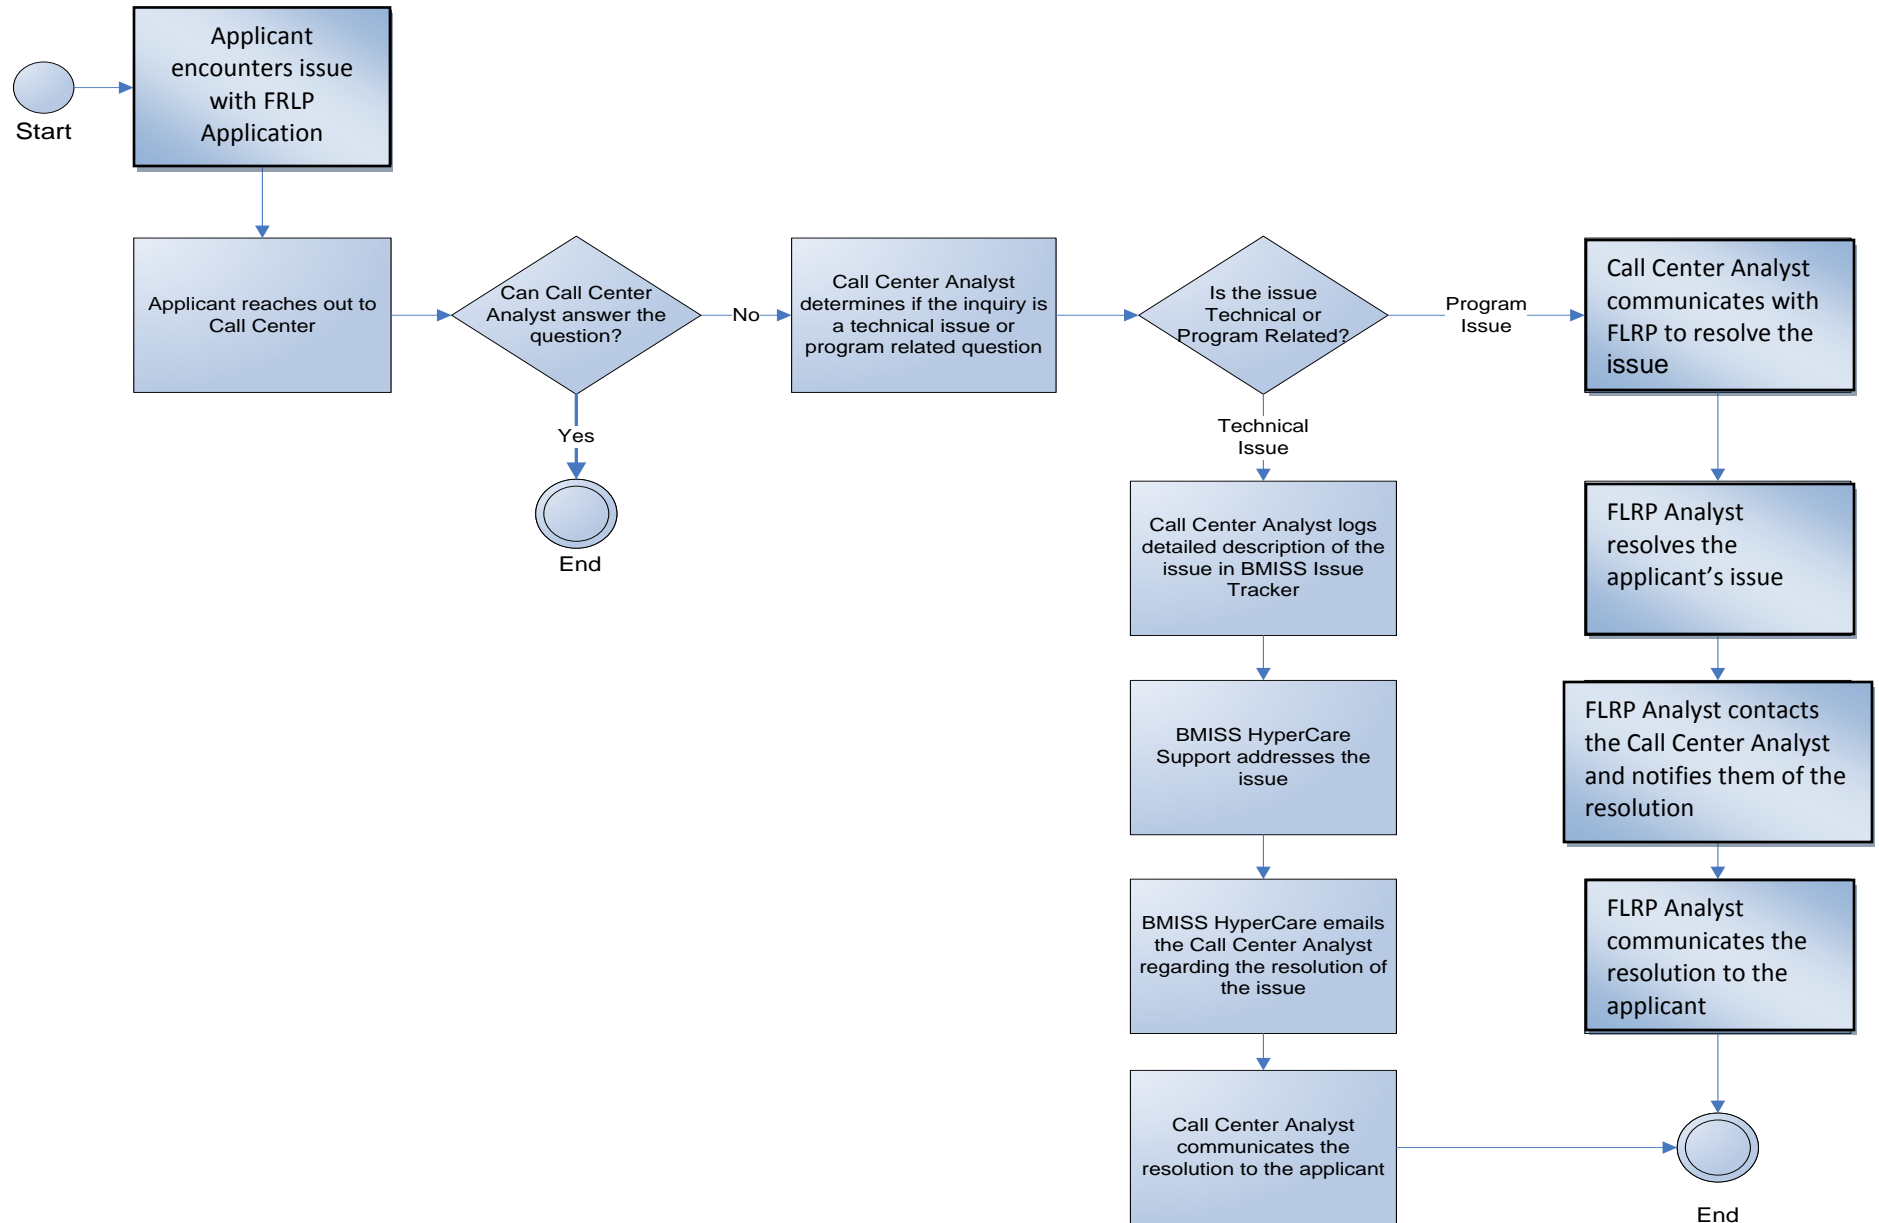 Applicant
encounters issue
with FRLP
Application
Start
Applicant reaches out to
Call Center
Can Call Center
Analyst answer the
question?
No
Yes
End
Call Center Analyst
determines if the inquiry is
a technical issue or
program related question
Is the issue
Technical or
Program Related?
Program
Issue
Technical
Issue
Call Center Analyst
communicates with
FLRP to resolve the
issue
Call Center Analyst logs
detailed description of the
issue in BMISS Issue
Tracker
FLRP Analyst
resolves the
applicant’s issue
BMISS HyperCare
Support addresses the
issue
FLRP Analyst contacts
the Call Center Analyst
and notifies them of the
resolution
BMISS HyperCare emails
the Call Center Analyst
regarding the resolution of
the issue
FLRP Analyst
communicates the
resolution to the
applicant
Call Center Analyst
communicates the
resolution to the applicant
End